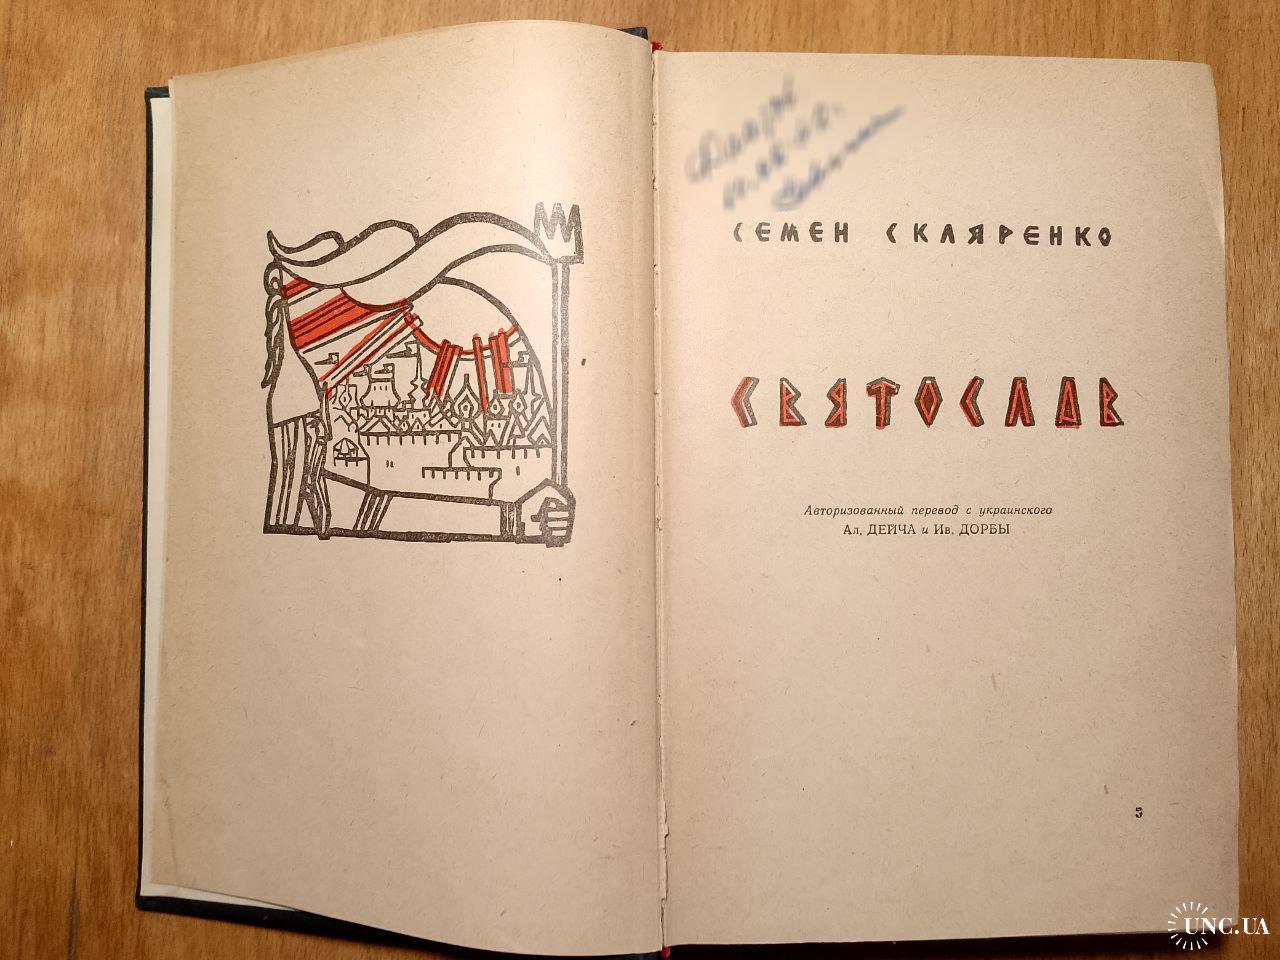 СЕМЕН СКЛЯРЕНКО
СВЯТОСЛАВ
Авторизованный перевод с украинского
Ал. ДЕЙЧА и Ив. ДОРБЫ
3
UNC.UA